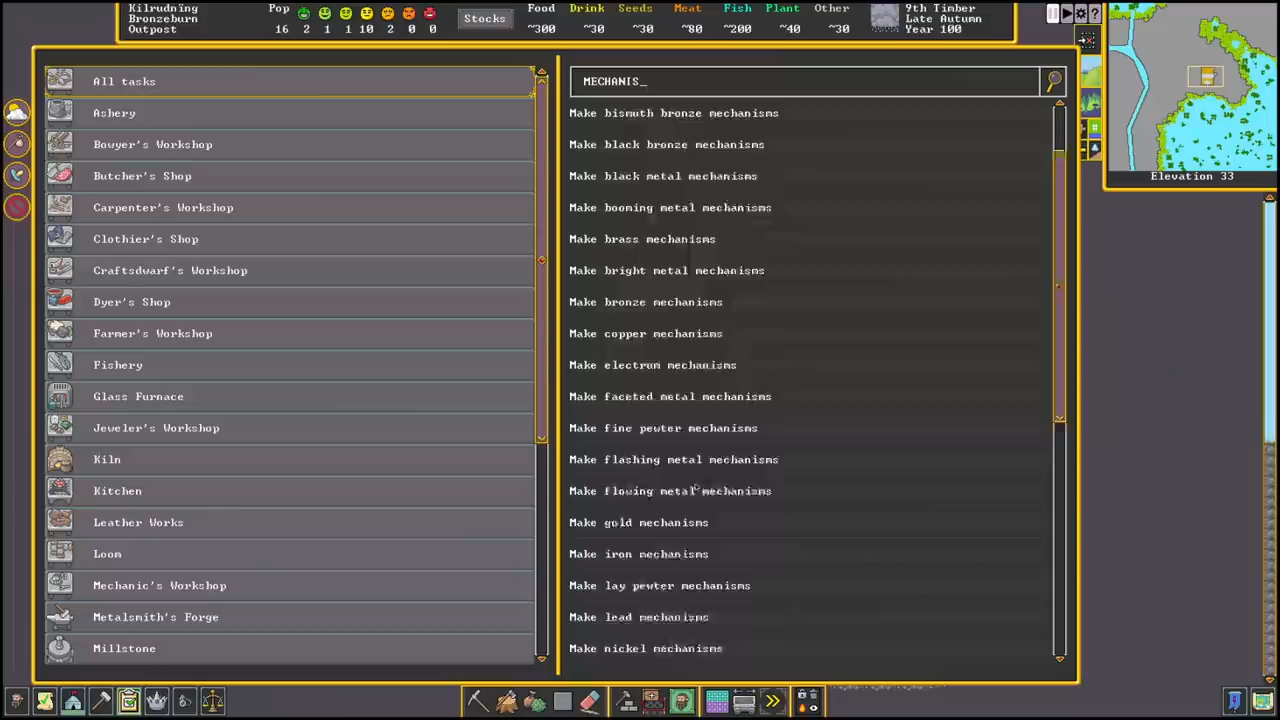 Kilrudning
Bronzeburn
Outpost
Pop
16 2 1 1 10 2 0 0
Stocks
Food Drink Seeds Meat Fish Plant Other
~300 ~30 ~30 ~80 ~200 ~40 ~30
9th Timber
Late Autumn
Year 100
?
Elevation 33
All tasks
Ashery
Bowyer's Workshop
Butcher's Shop
Carpenter's Workshop
Clothier's Shop
Craftsdwarf's Workshop
Dyer's Shop
Farmer's Workshop
Fishery
Glass Furnace
Jeweler's Workshop
Kiln
Kitchen
Leather Works
Loom
Mechanic's Workshop
Metalsmith's Forge
Millstone
MECHANIS_
Make bismuth bronze mechanisms
Make black bronze mechanisms
Make black metal mechanisms
Make booming metal mechanisms
Make brass mechanisms
Make bright metal mechanisms
Make bronze mechanisms
Make copper mechanisms
Make electrum mechanisms
Make faceted metal mechanisms
Make fine pewter mechanisms
Make flashing metal mechanisms
Make flowing metal mechanisms
Make gold mechanisms
Make iron mechanisms
Make lay pewter mechanisms
Make lead mechanisms
Make nickel mechanisms